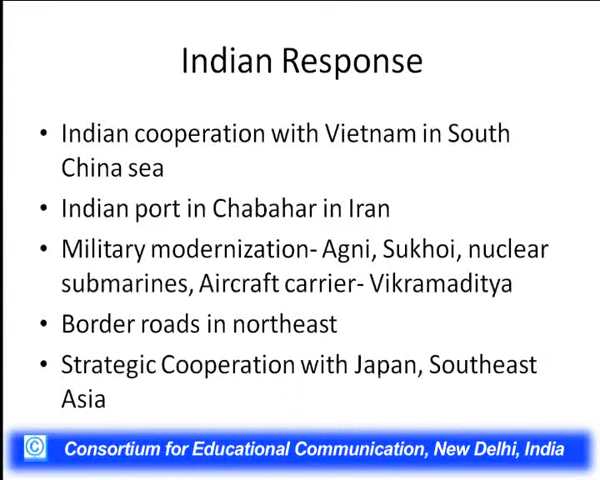 Indian Response
• Indian cooperation with Vietnam in South
China sea
• Indian port in Chabahar in Iran
• Military modernization- Agni, Sukhoi, nuclear
submarines, Aircraft carrier- Vikramaditya
• Border roads in northeast
• Strategic Cooperation with Japan, Southeast
Asia
© Consortium for Educational Communication, New Delhi, India